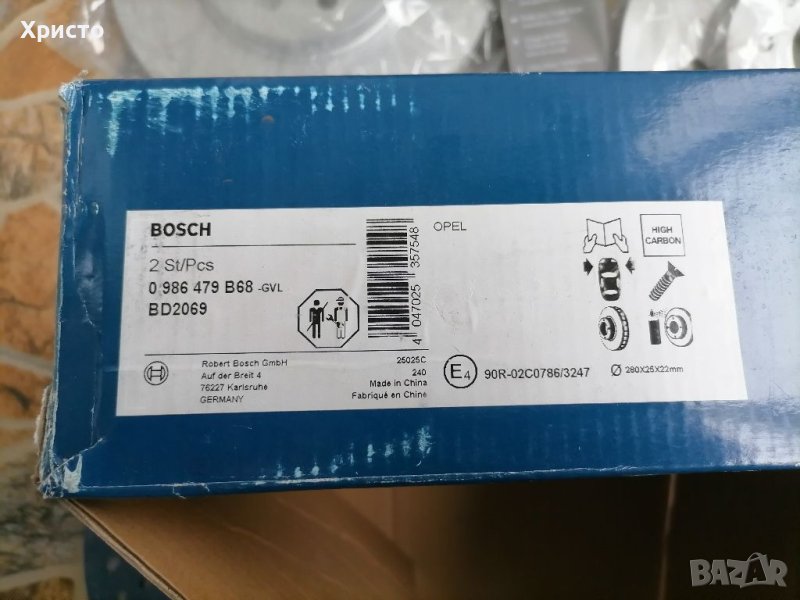 Христо
BOSCH
2 St/Pcs
0 986 479 B68 -GVL
BD2069
4 047025 357548
OPEL
HIGH
CARBON
Robert Bosch GmbH
Auf der Breit 4
76227 Karlsruhe
GERMANY
25025C
240
Made in China
Fabriqué en Chine
E4
90R-02C0786/3247
Ø 280X25X22mm
BAZAR